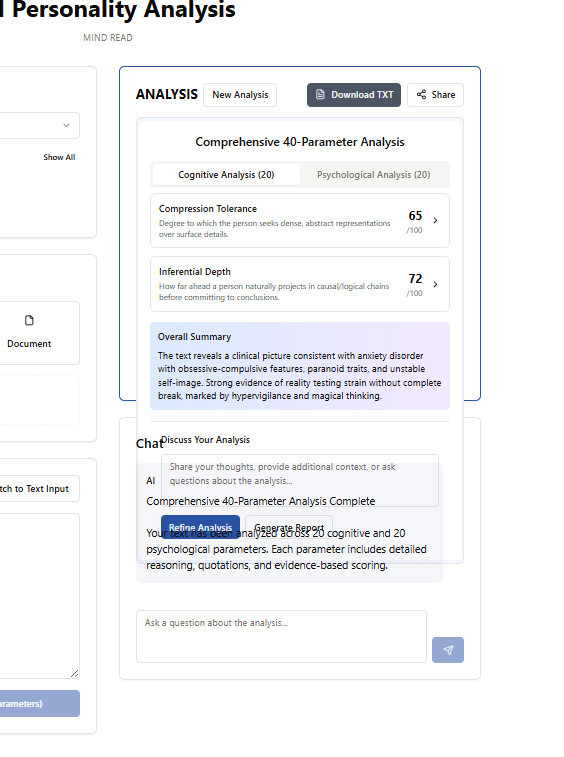 l Personality Analysis
MIND READ
Show All
Document
tch to Text Input
arameters)
ANALYSIS
New Analysis
Download TXT
Share
Comprehensive 40-Parameter Analysis
Cognitive Analysis (20)
Psychological Analysis (20)
Compression Tolerance
Degree to which the person seeks dense, abstract representations
over surface details.
65
/100
Inferential Depth
How far ahead a person naturally projects in causal/logical chains
before committing to conclusions.
72
/100
Overall Summary
The text reveals a clinical picture consistent with anxiety disorder
with obsessive-compulsive features, paranoid traits, and unstable
self-image. Strong evidence of reality testing strain without complete
break, marked by hypervigilance and magical thinking.
Chat
Discuss Your Analysis
Share your thoughts, provide additional context, or ask
questions about the analysis...
AI
Comprehensive 40-Parameter Analysis Complete
Refine Analysis
Generate Report
Your text has been analyzed across 20 cognitive and 20
psychological parameters. Each parameter includes detailed
reasoning, quotations, and evidence-based scoring.
Ask a question about the analysis...